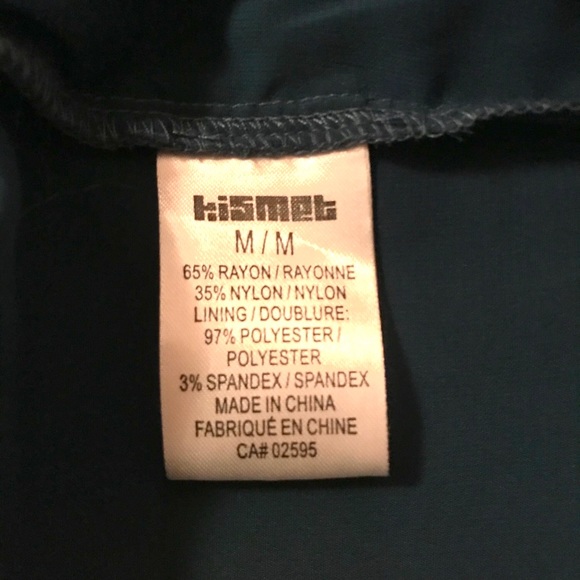 kismet
M / M
65% RAYON / RAYONNE
35% NYLON / NYLON
LINING / DOUBLURE:
97% POLYESTER /
POLYESTER
3% SPANDEX / SPANDEX
MADE IN CHINA
FABRIQUÉ EN CHINE
CA# 02595